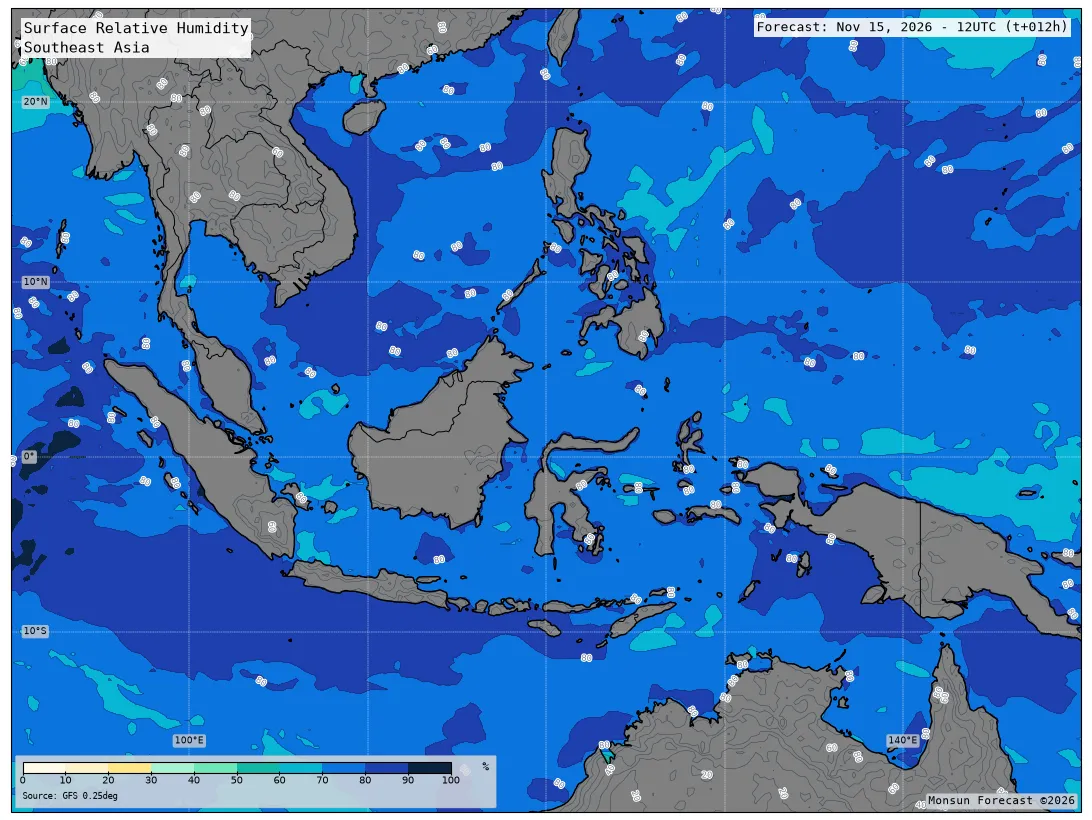 Surface Relative Humidity
Southeast Asia
Forecast: Nov 15, 2026 - 12UTC (t+012h)
20°N
10°N
0°
10°S
100°E
140°E
0 10 20 30 40 50 60 70 80 90 100
%
Source: GFS 0.25deg
Monsun Forecast ©2026